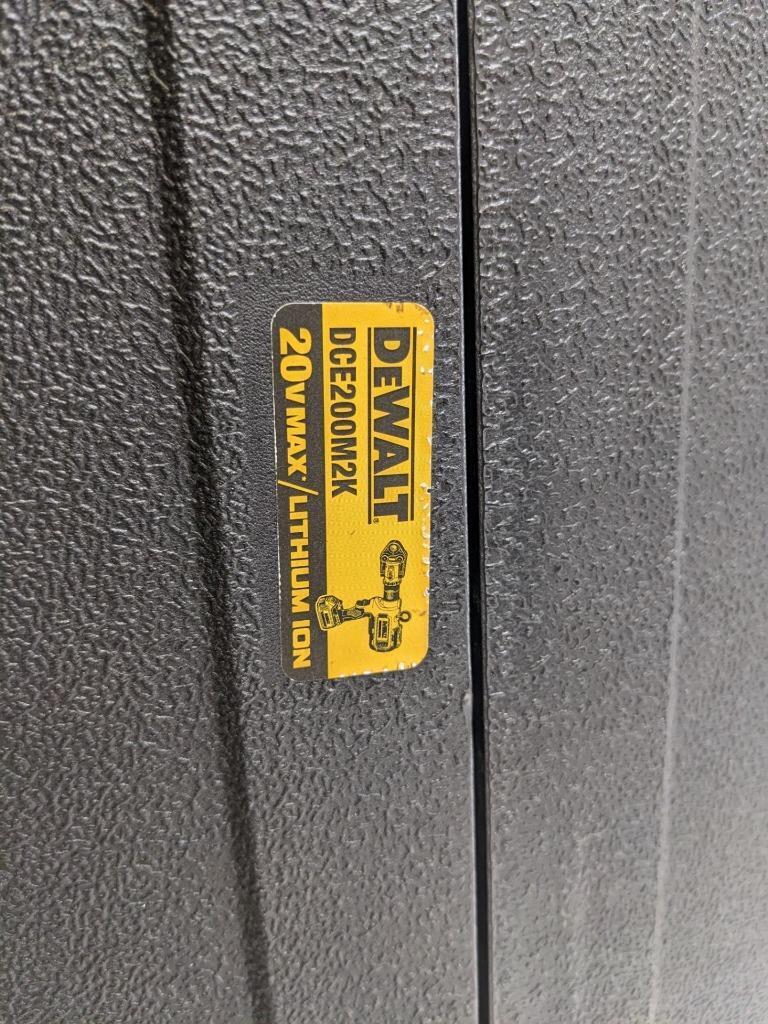 DEWALT®
DCE200M2K
20V MAX* / LITHIUM ION